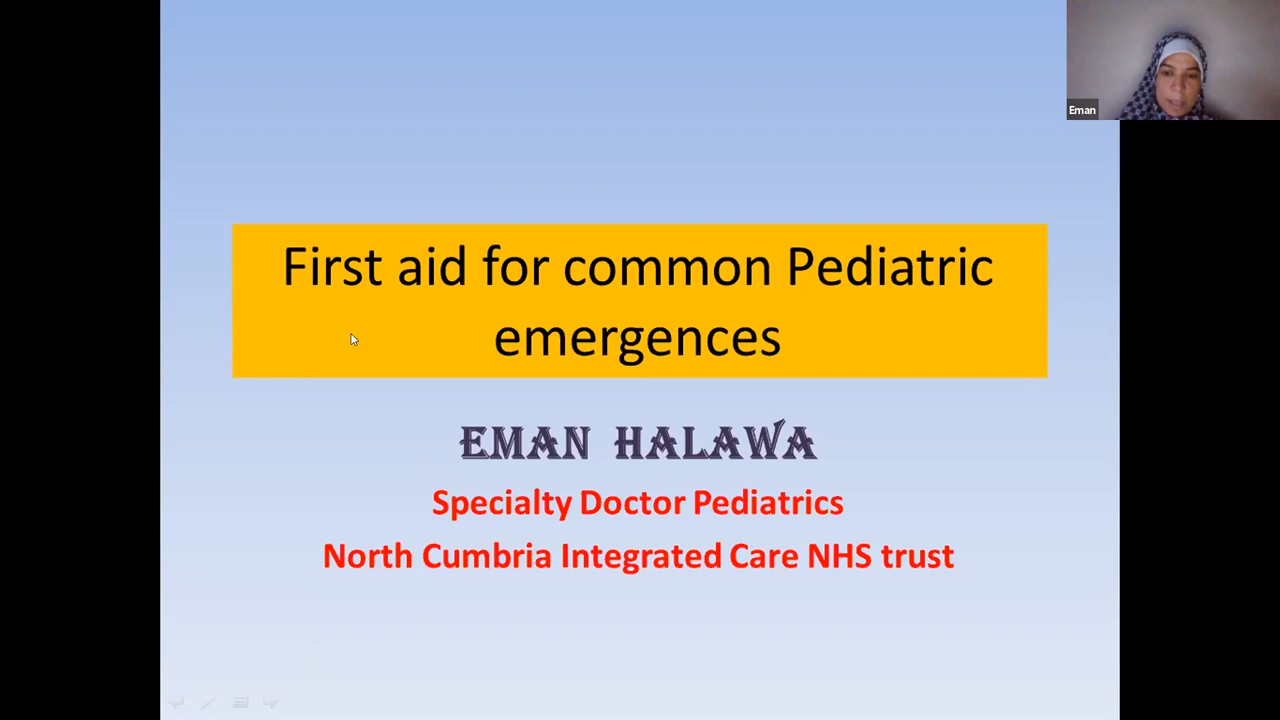 Eman
First aid for common Pediatric
emergences
EMAN HALAWA
Specialty Doctor Pediatrics
North Cumbria Integrated Care NHS trust